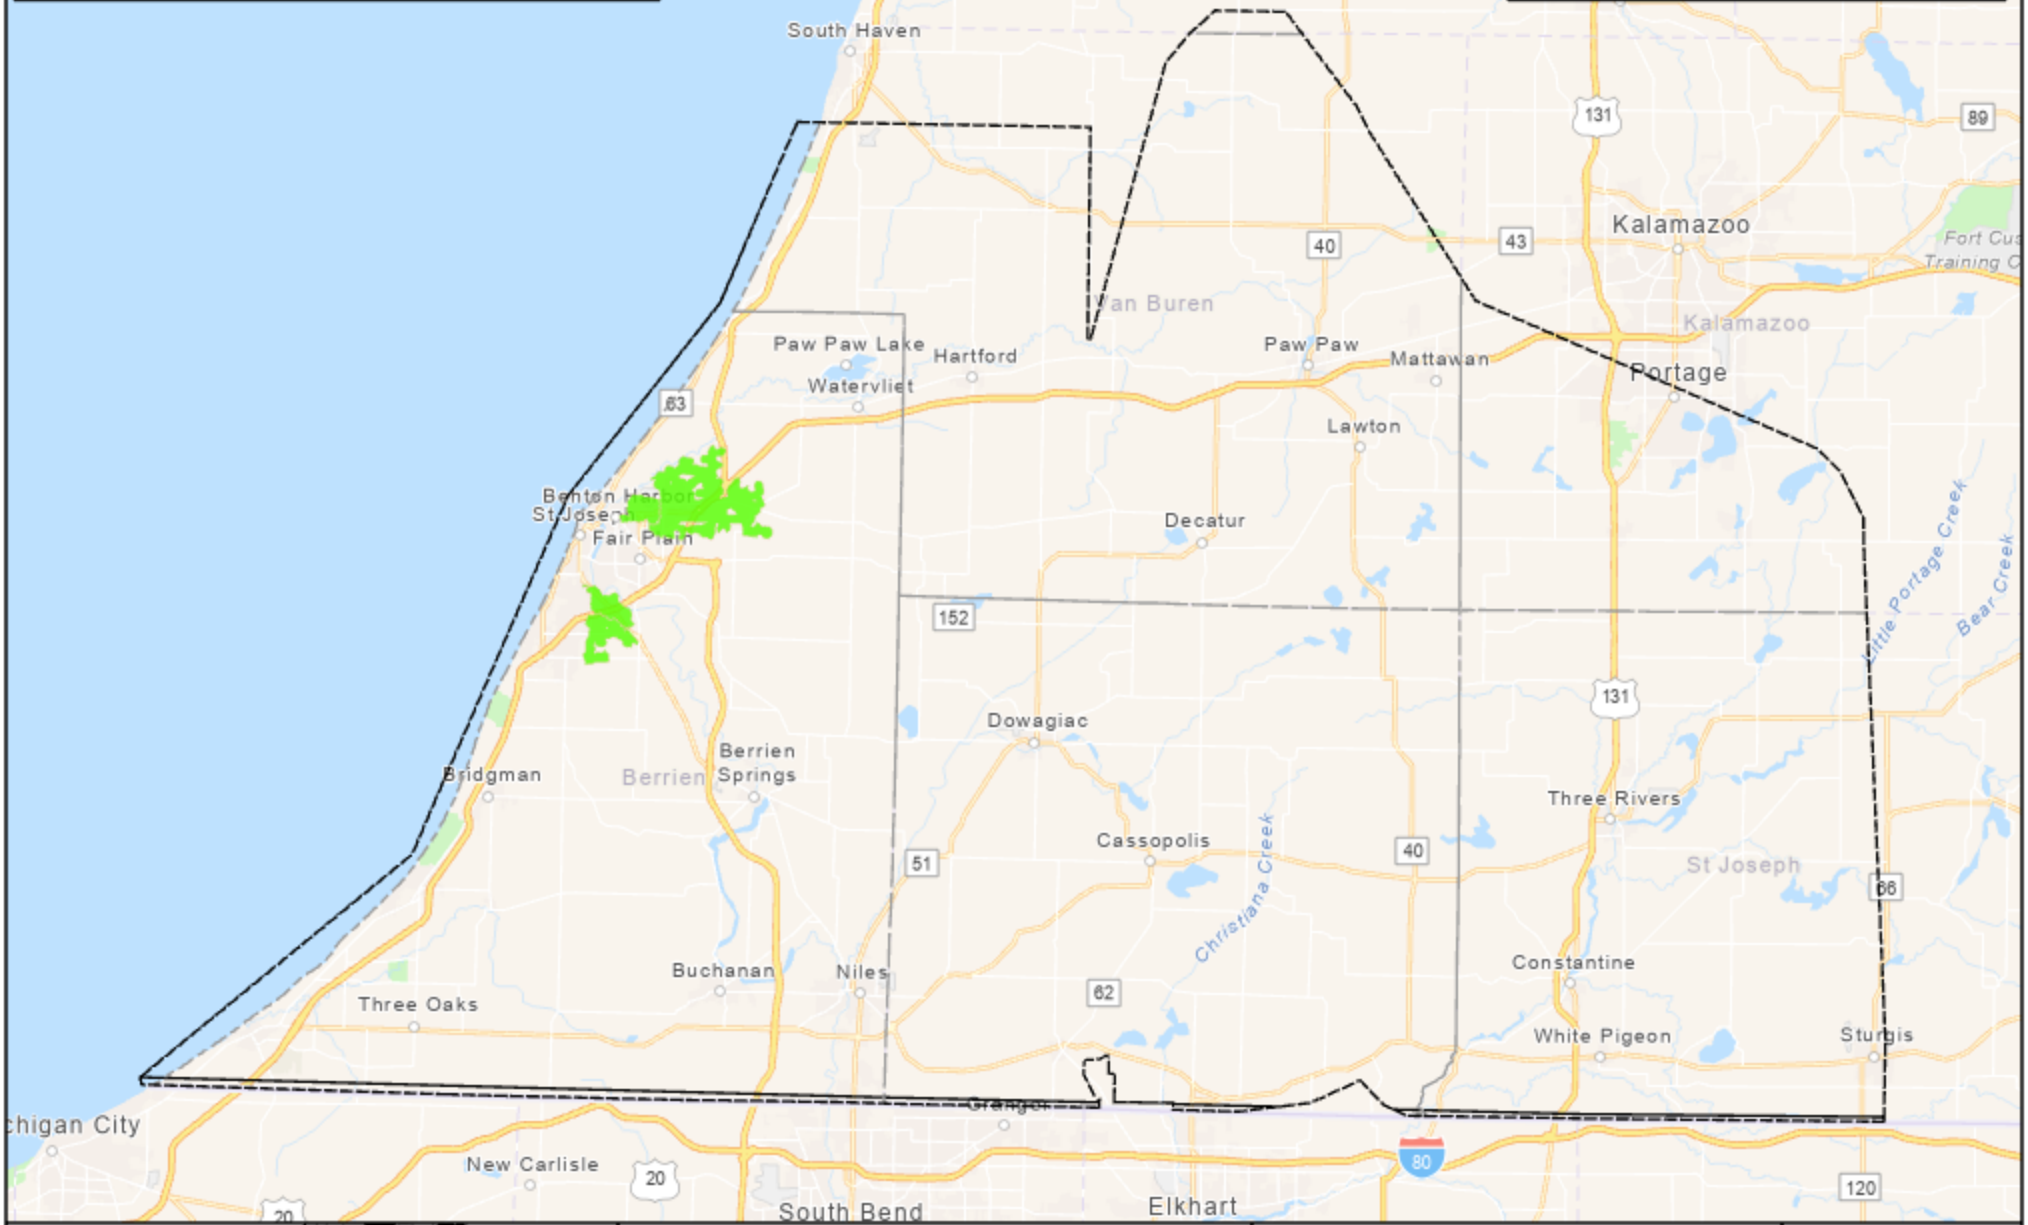 South Haven
131
89
Kalamazoo
40
43
Fort Cus
Training C
Van Buren
Kalamazoo
Paw Paw Lake
Hartford
Paw Paw
Mattawan
Portage
Watervliet
63
Lawton
Benton Harbor
St Joseph
Fair Plain
Decatur
Little Portage Creek
Bear Creek
152
131
Dowagiac
Berrien
Springs
Bridgman
Berrien
Three Rivers
Cassopolis
51
40
Christiana Creek
St Joseph
66
Buchanan
Niles
Constantine
62
Three Oaks
White Pigeon
Sturgis
Granger
chigan City
New Carlisle
20
80
20
120
South Bend
Elkhart